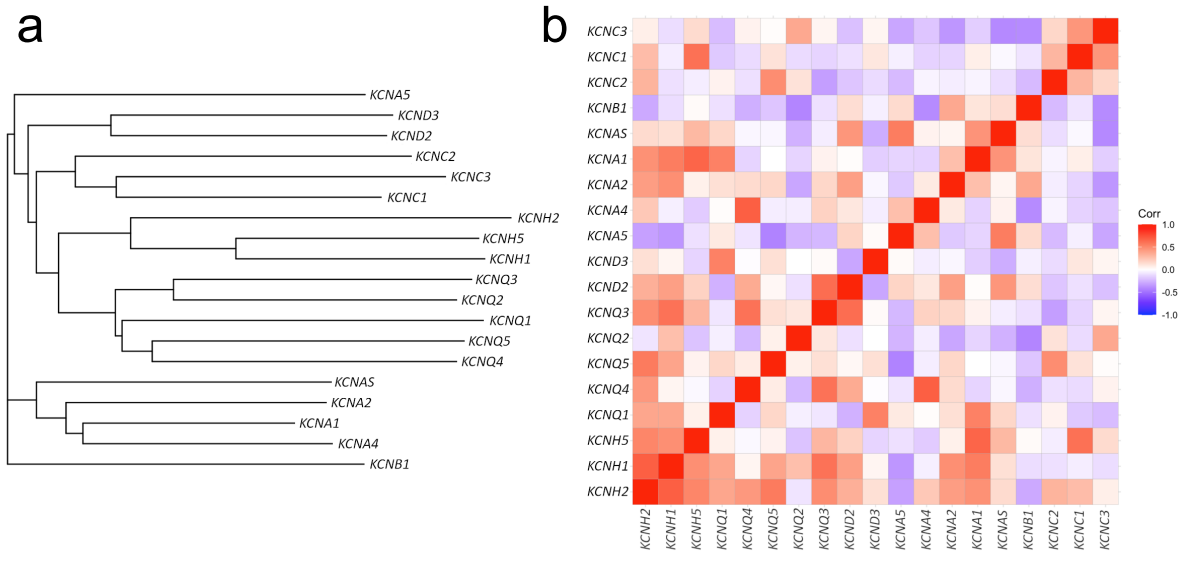 a
KCNA5
KCND3
KCND2
KCNC2
KCNC3
KCNC1
KCNH2
KCNH5
KCNH1
KCNQ3
KCNQ2
KCNQ1
KCNQ5
KCNQ4
KCNAS
KCNA2
KCNA1
KCNA4
KCNB1
b
KCNC3
KCNC1
KCNC2
KCNB1
KCNAS
KCNA1
KCNA2
KCNA4
KCNA5
KCND3
KCND2
KCNQ3
KCNQ2
KCNQ5
KCNQ4
KCNQ1
KCNH5
KCNH1
KCNH2
KCNH2 KCNH1 KCNH5 KCNQ1 KCNQ4 KCNQ5 KCNQ2 KCNQ3 KCND2 KCND3 KCNA5 KCNA4 KCNA2 KCNA1 KCNAS KCNB1 KCNC2 KCNC1 KCNC3
Corr
1.0
0.5
0.0
-0.5
-1.0